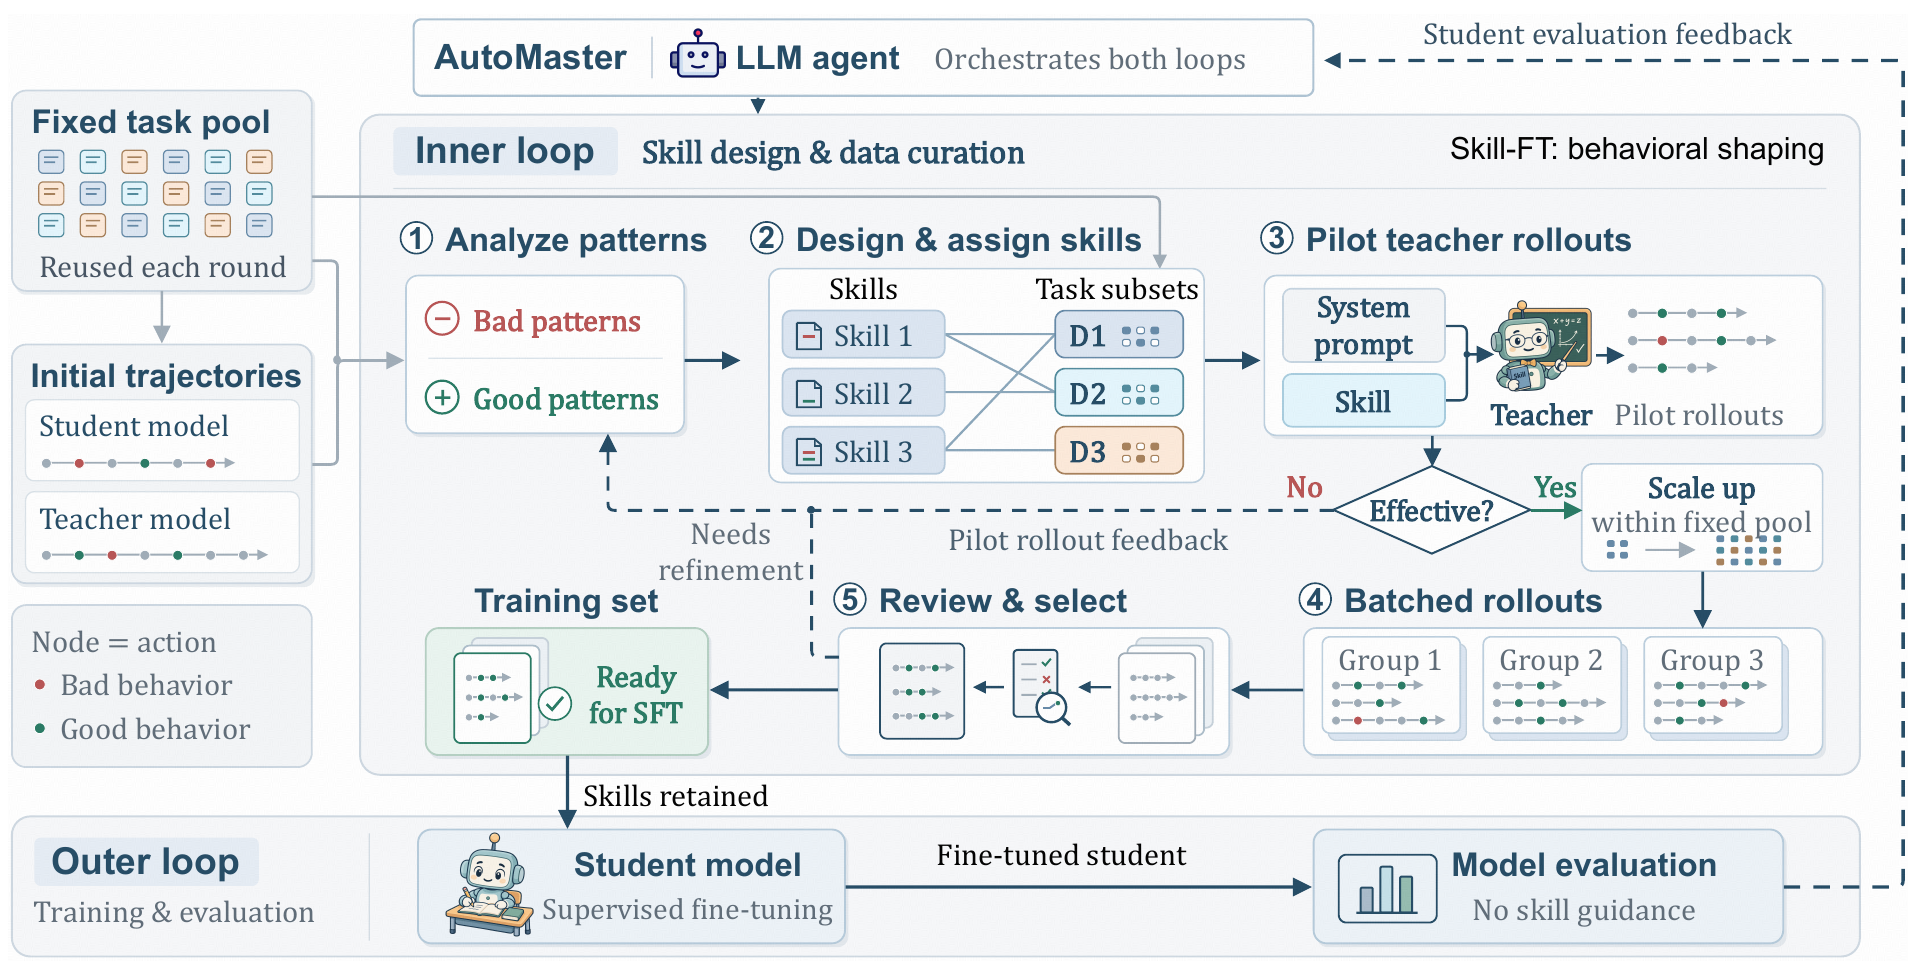 AutoMaster
LLM agent
Orchestrates both loops
Student evaluation feedback
Fixed task pool
Reused each round
Initial trajectories
Student model
Teacher model
Node = action
Bad behavior
Good behavior
Inner loop
Skill design & data curation
Skill-FT: behavioral shaping
① Analyze patterns
Bad patterns
Good patterns
② Design & assign skills
Skills
Task subsets
Skill 1
D1
Skill 2
D2
Skill 3
D3
③ Pilot teacher rollouts
System
prompt
Skill
x+y=z
Skill
Teacher
Pilot rollouts
No
Effective?
Yes
Scale up
within fixed pool
Needs
refinement
Pilot rollout feedback
Training set
Ready
for SFT
⑤ Review & select
④ Batched rollouts
Group 1
Group 2
Group 3
Skills retained
Outer loop
Training & evaluation
Student model
Supervised fine-tuning
Fine-tuned student
Model evaluation
No skill guidance